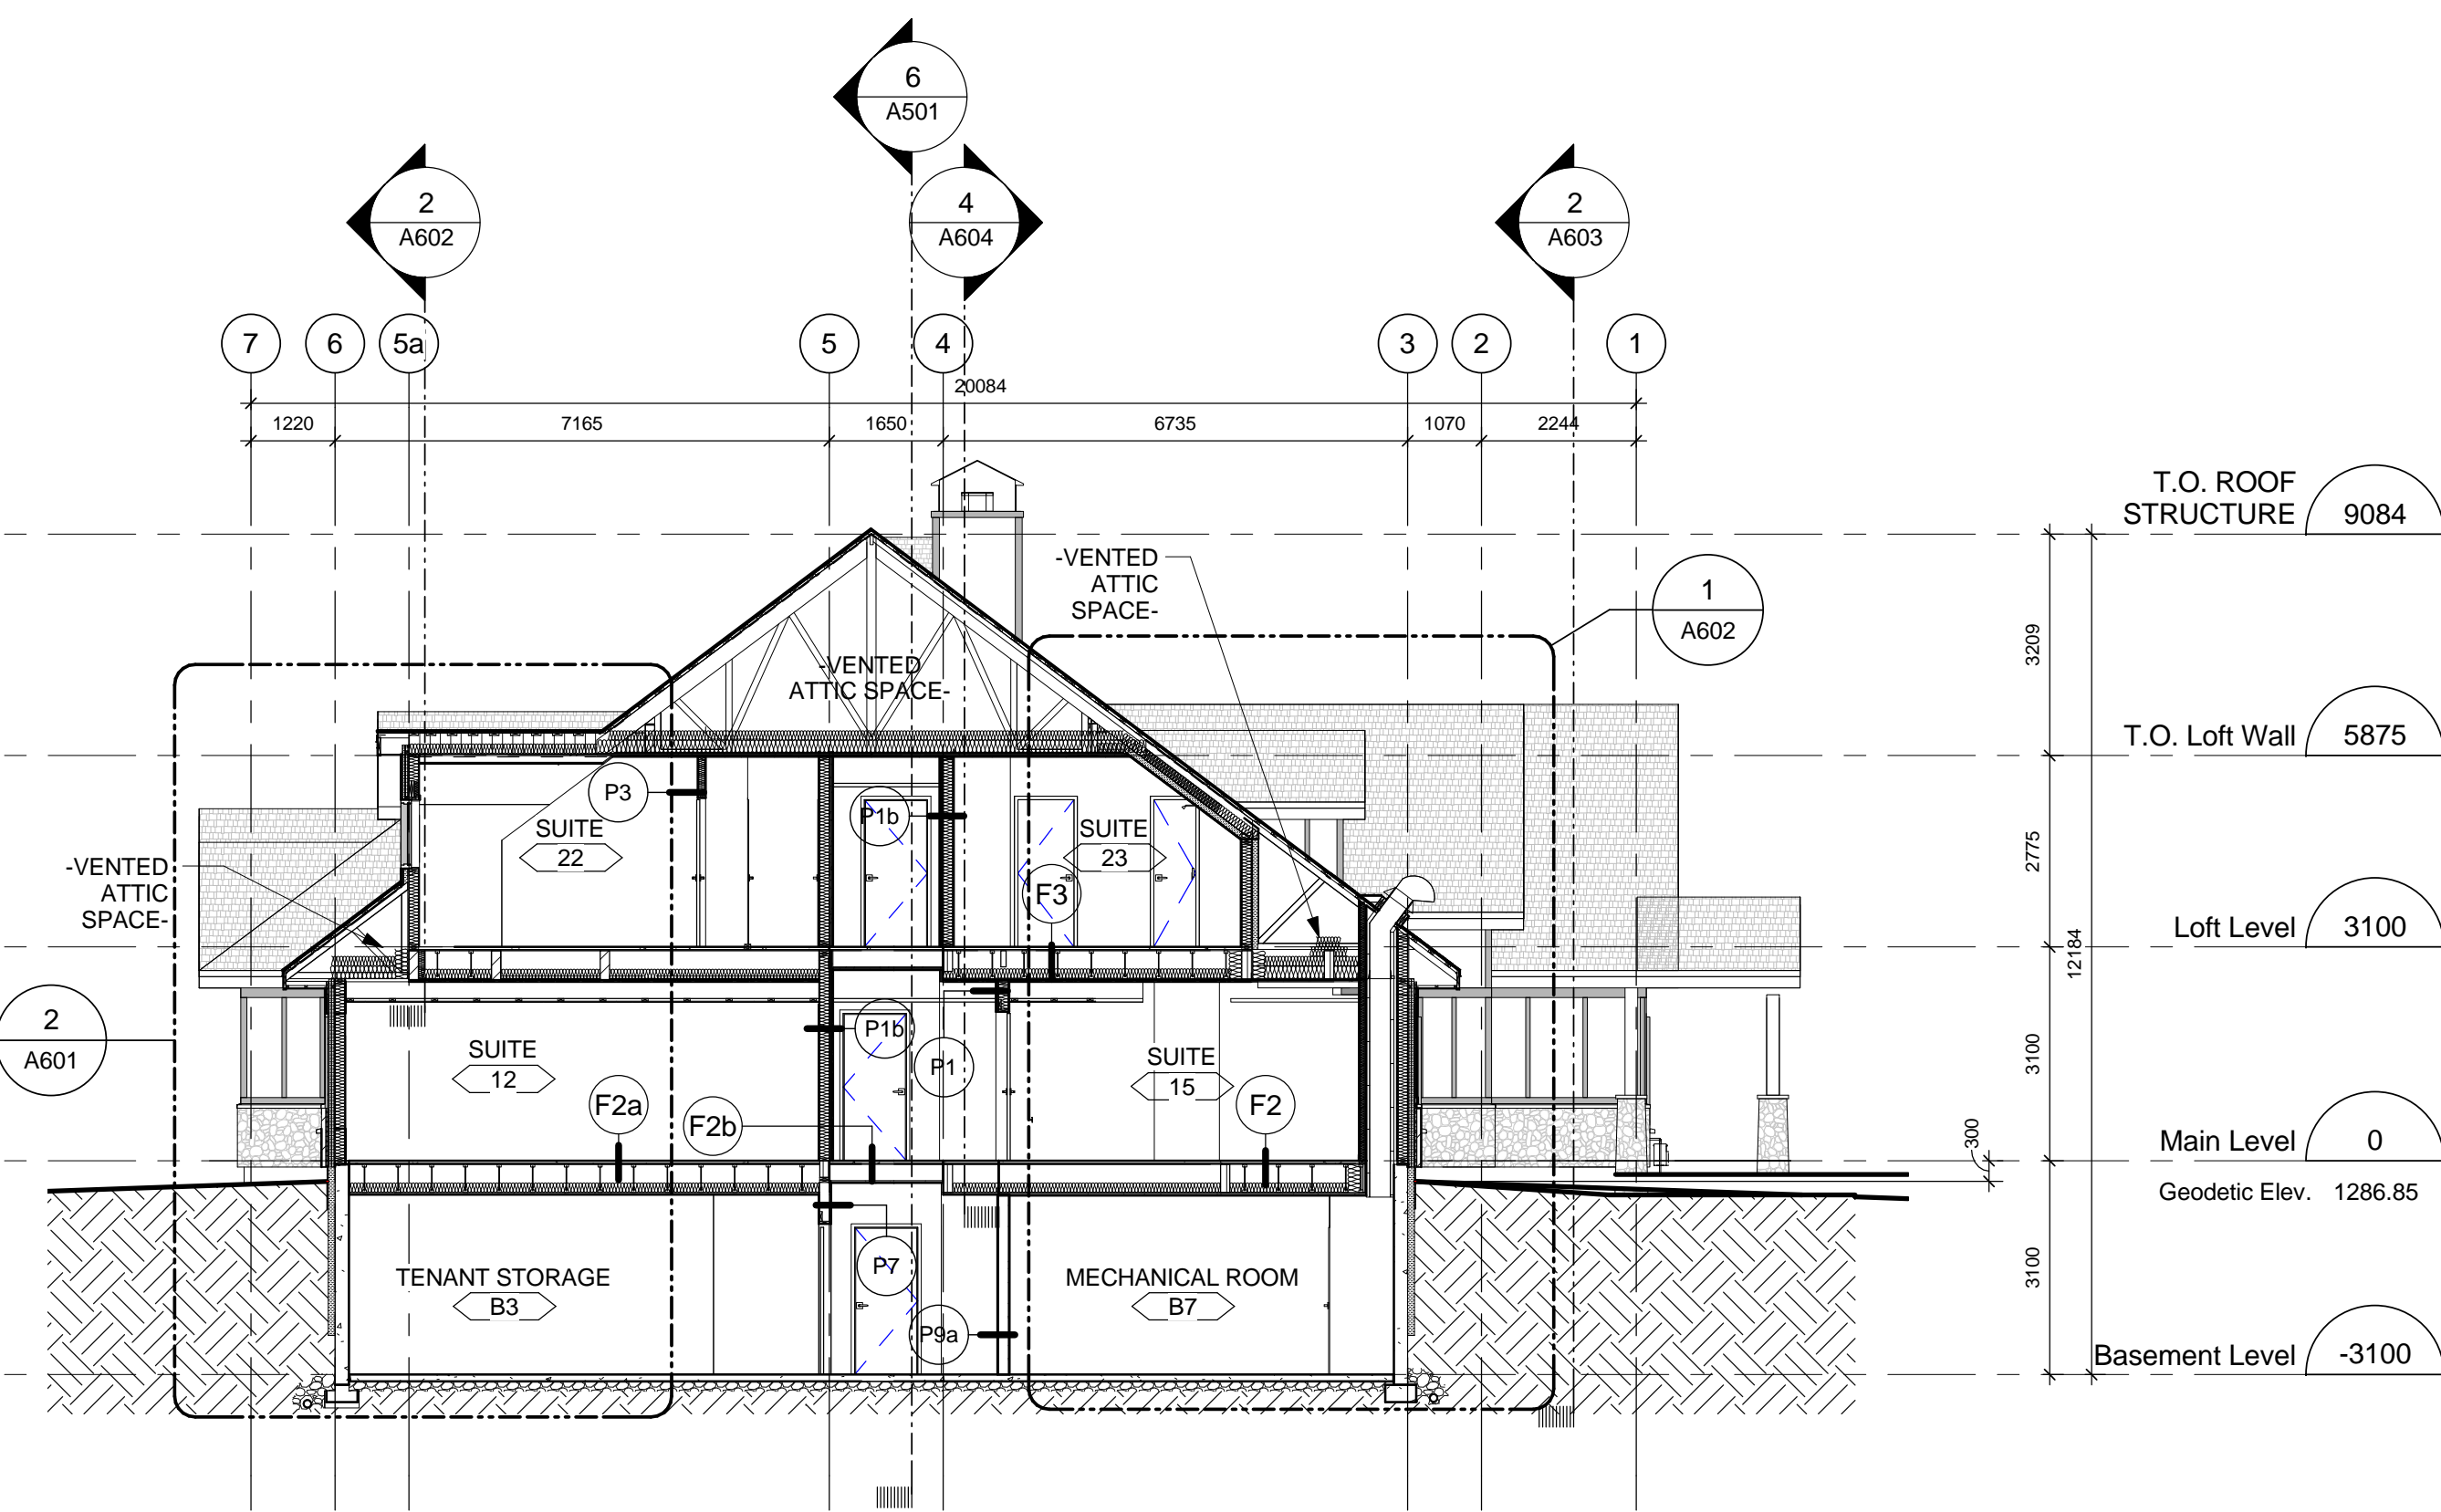 6
A501
2
A602
4
A604
2
A603
7
6
5a
5
4
3
2
1
20084
1220
7165
1650
6735
1070
2244
T.O. ROOF
STRUCTURE
9084
-VENTED
ATTIC
SPACE-
1
A602
3209
-VENTED
ATTIC SPACE-
T.O. Loft Wall
5875
P3
P1b
SUITE
22
SUITE
23
2775
-VENTED
ATTIC
SPACE-
F3
Loft Level
3100
12184
2
A601
P1b
SUITE
12
P1
SUITE
15
3100
F2a
F2b
F2
300
Main Level
0
Geodetic Elev.
1286.85
P7
TENANT STORAGE
B3
MECHANICAL ROOM
B7
3100
P9a
Basement Level
-3100